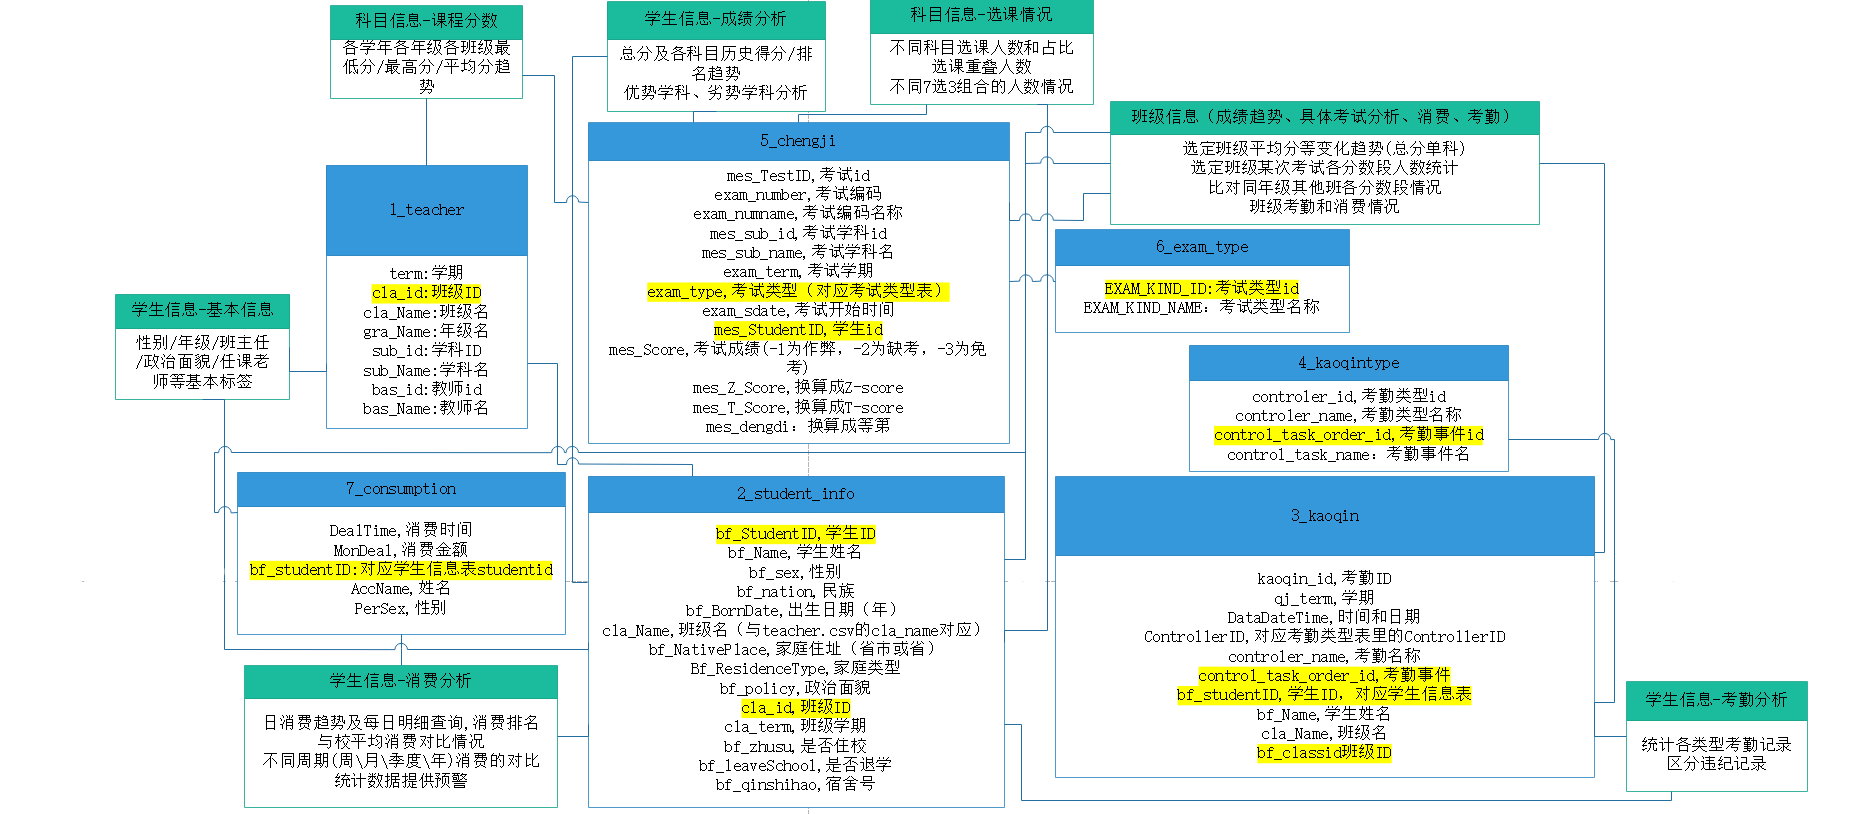 科目信息-课程分数
各学年各年级各班级最
低分/最高分/平均分趋
势
学生信息-成绩分析
总分及各科目历史得分/排
名趋势
优势学科、劣势学科分析
科目信息-选课情况
不同科目选课人数和占比
选课重叠人数
不同7选3组合的人数情况
班级信息（成绩趋势、具体考试分析、消费、考勤）
选定班级平均分等变化趋势(总分单科)
选定班级某次考试各分数段人数统计
比对同年级其他班各分数段情况
班级考勤和消费情况
1_teacher
term:学期
cla_id:班级ID
cla_Name:班级名
gra_Name:年级名
sub_id:学科ID
sub_Name:学科名
bas_id:教师id
bas_Name:教师名
5_chengji
mes_TestID,考试id
exam_number,考试编码
exam_numname,考试编码名称
mes_sub_id,考试学科id
mes_sub_name,考试学科名
exam_term,考试学期
exam_type,考试类型（对应考试类型表）
exam_sdate,考试开始时间
mes_StudentID,学生id
mes_Score,考试成绩(-1为作弊，-2为缺考，-3为免
考)
mes_Z_Score,换算成Z-score
mes_T_Score,换算成T-score
mes_dengdi：换算成等第
6_exam_type
EXAM_KIND_ID:考试类型id
EXAM_KIND_NAME：考试类型名称
学生信息-基本信息
性别/年级/班主任
/政治面貌/任课老
师等基本标签
4_kaoqintype
controler_id,考勤类型id
controler_name,考勤类型名称
control_task_order_id,考勤事件id
control_task_name：考勤事件名
7_consumption
DealTime,消费时间
MonDeal,消费金额
bf_studentID:对应学生信息表studentid
AccName,姓名
PerSex,性别
2_student_info
bf_StudentID,学生ID
bf_Name,学生姓名
bf_sex,性别
bf_nation,民族
bf_BornDate,出生日期（年）
cla_Name,班级名（与teacher.csv的cla_name对应）
bf_NativePlace,家庭住址（省市或省）
Bf_ResidenceType,家庭类型
bf_policy,政治面貌
cla_id,班级ID
cla_term,班级学期
bf_zhusu,是否住校
bf_leaveSchool,是否退学
bf_qinshihao,宿舍号
3_kaoqin
kaoqin_id,考勤ID
qj_term,学期
DataDateTime,时间和日期
ControllerID,对应考勤类型表里的ControllerID
controler_name,考勤名称
control_task_order_id,考勤事件
bf_studentID,学生ID，对应学生信息表
bf_Name,学生姓名
cla_Name,班级名
bf_classid班级ID
学生信息-消费分析
日消费趋势及每日明细查询,消费排名
与校平均消费对比情况
不同周期(周\月\季度\年)消费的对比
统计数据提供预警
学生信息-考勤分析
统计各类型考勤记录
区分违纪记录